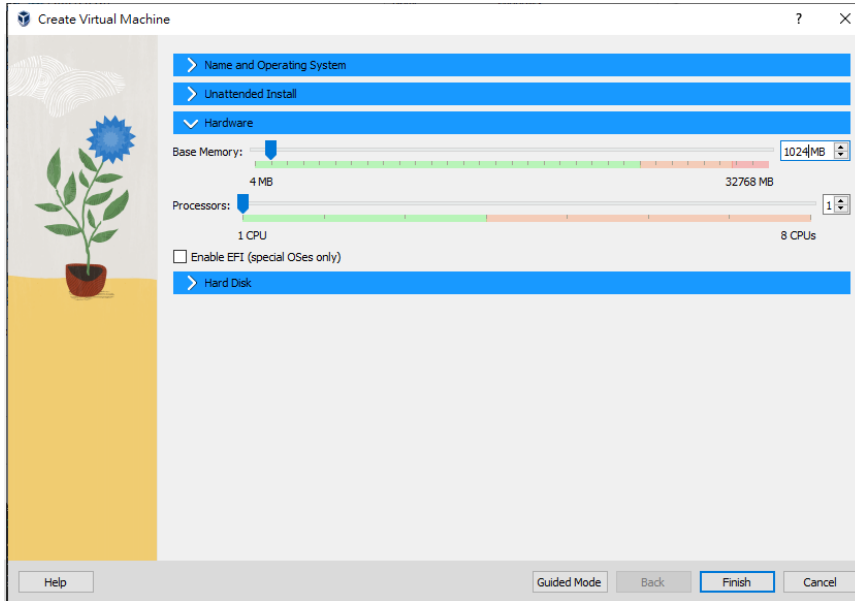 Create Virtual Machine
?
Name and Operating System
Unattended Install
Hardware
Base Memory: 1024 MB
4 MB 32768 MB
Processors: 1
1 CPU 8 CPUs
Enable EFI (special OSes only)
Hard Disk
Help Guided Mode Back Finish Cancel